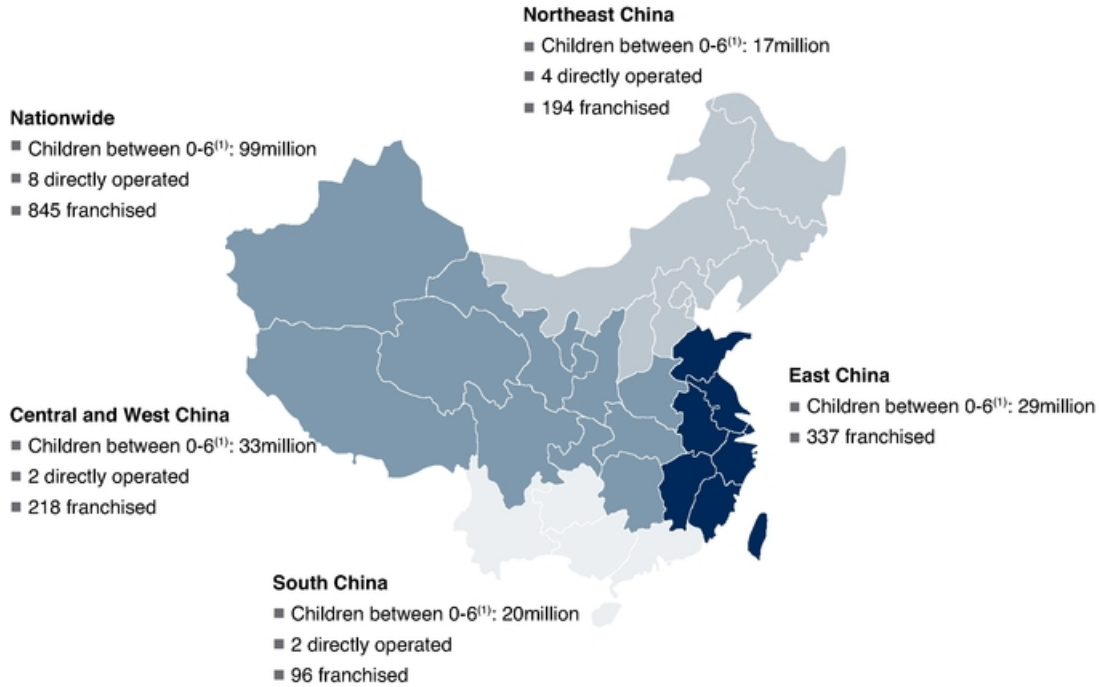 Northeast China
■ Children between 0-6(1): 17million
■ 4 directly operated
■ 194 franchised
Nationwide
■ Children between 0-6(1): 99million
■ 8 directly operated
■ 845 franchised
East China
■ Children between 0-6(1): 29million
■ 337 franchised
Central and West China
■ Children between 0-6(1): 33million
■ 2 directly operated
■ 218 franchised
South China
■ Children between 0-6(1): 20million
■ 2 directly operated
■ 96 franchised